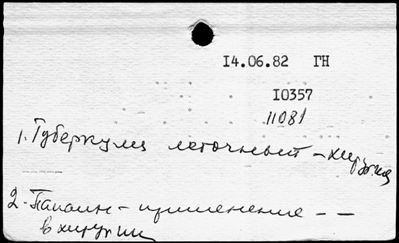 14.06.82 ГН
10357
11081
1. Туберкулез легочный - хирургия
2. Папаин - применение - -
в хирургии